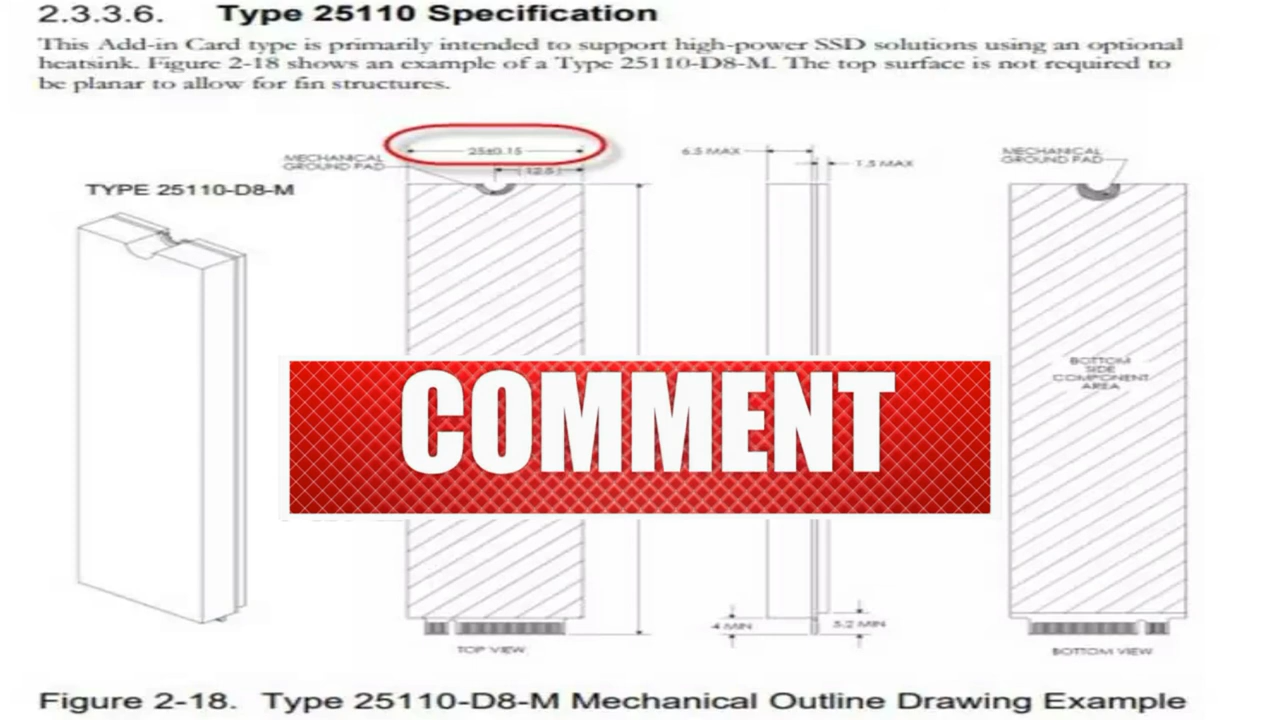 2.3.3.6. Type 25110 Specification
This Add-in Card type is primarily intended to support high-power SSD solutions using an optional
heatsink. Figure 2-18 shows an example of a Type 25110-D8-M. The top surface is not required to
be planar to allow for fin structures.
MECHANICAL
GROUND PAD
25±0.15
12.5
6.5 MAX
1.5 MAX
MECHANICAL
GROUND PAD
TYPE 25110-D8-M
BOTTOM
SIDE
COMPONENT
AREA
COMMENT
4 MIN
5.2 MIN
TOP VIEW
BOTTOM VIEW
Figure 2-18. Type 25110-D8-M Mechanical Outline Drawing Example